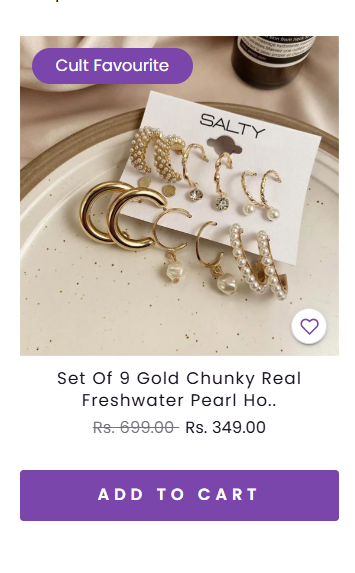 Cult Favourite
SALTY
Set Of 9 Gold Chunky Real
Freshwater Pearl Ho..
Rs. 699.00 Rs. 349.00
ADD TO CART